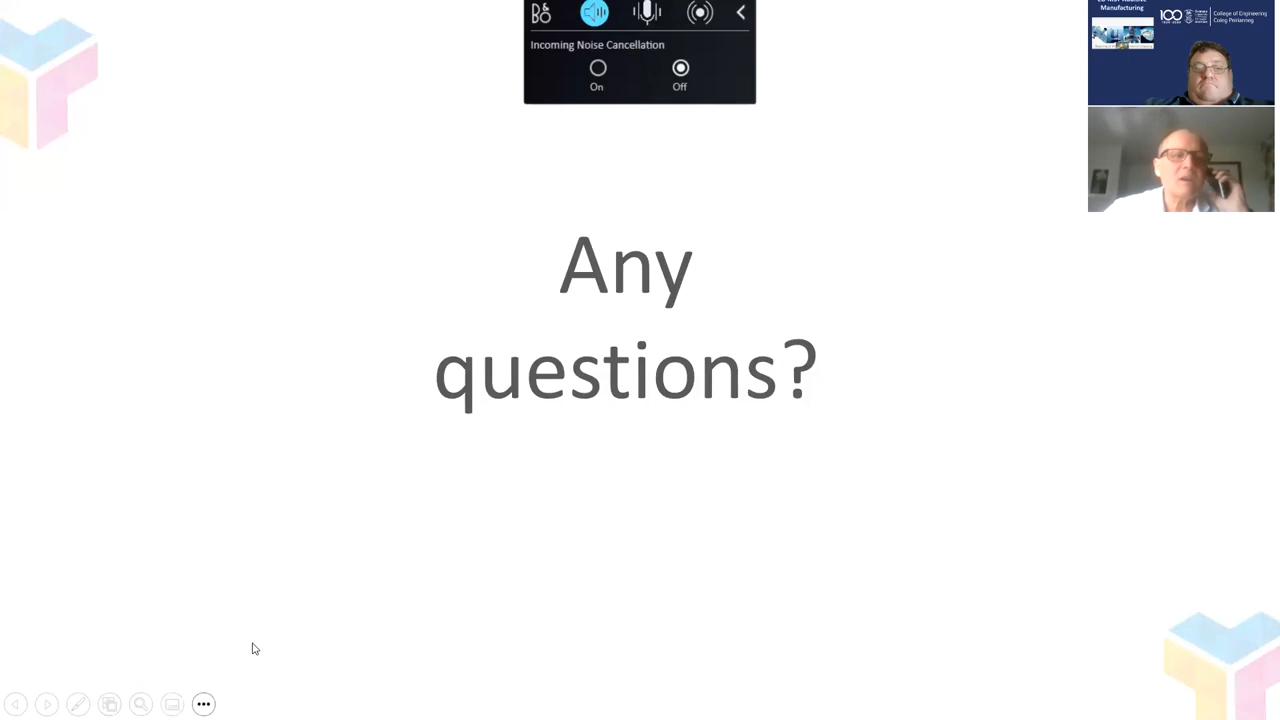 B&O
Incoming Noise Cancellation
On
Off
Manufacturing
100
College of Engineering
Coleg Peirianneg
Any
questions?